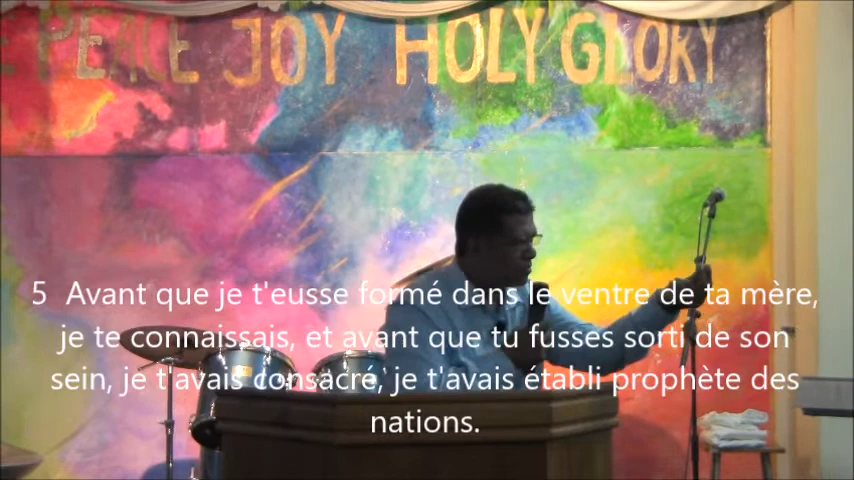 PEACE JOY HOLY GLORY
5 Avant que je t'eusse formé dans le ventre de ta mère,
je te connaissais, et avant que tu fusses sorti de son
sein, je t'avais consacré, je t'avais établi prophète des
nations.